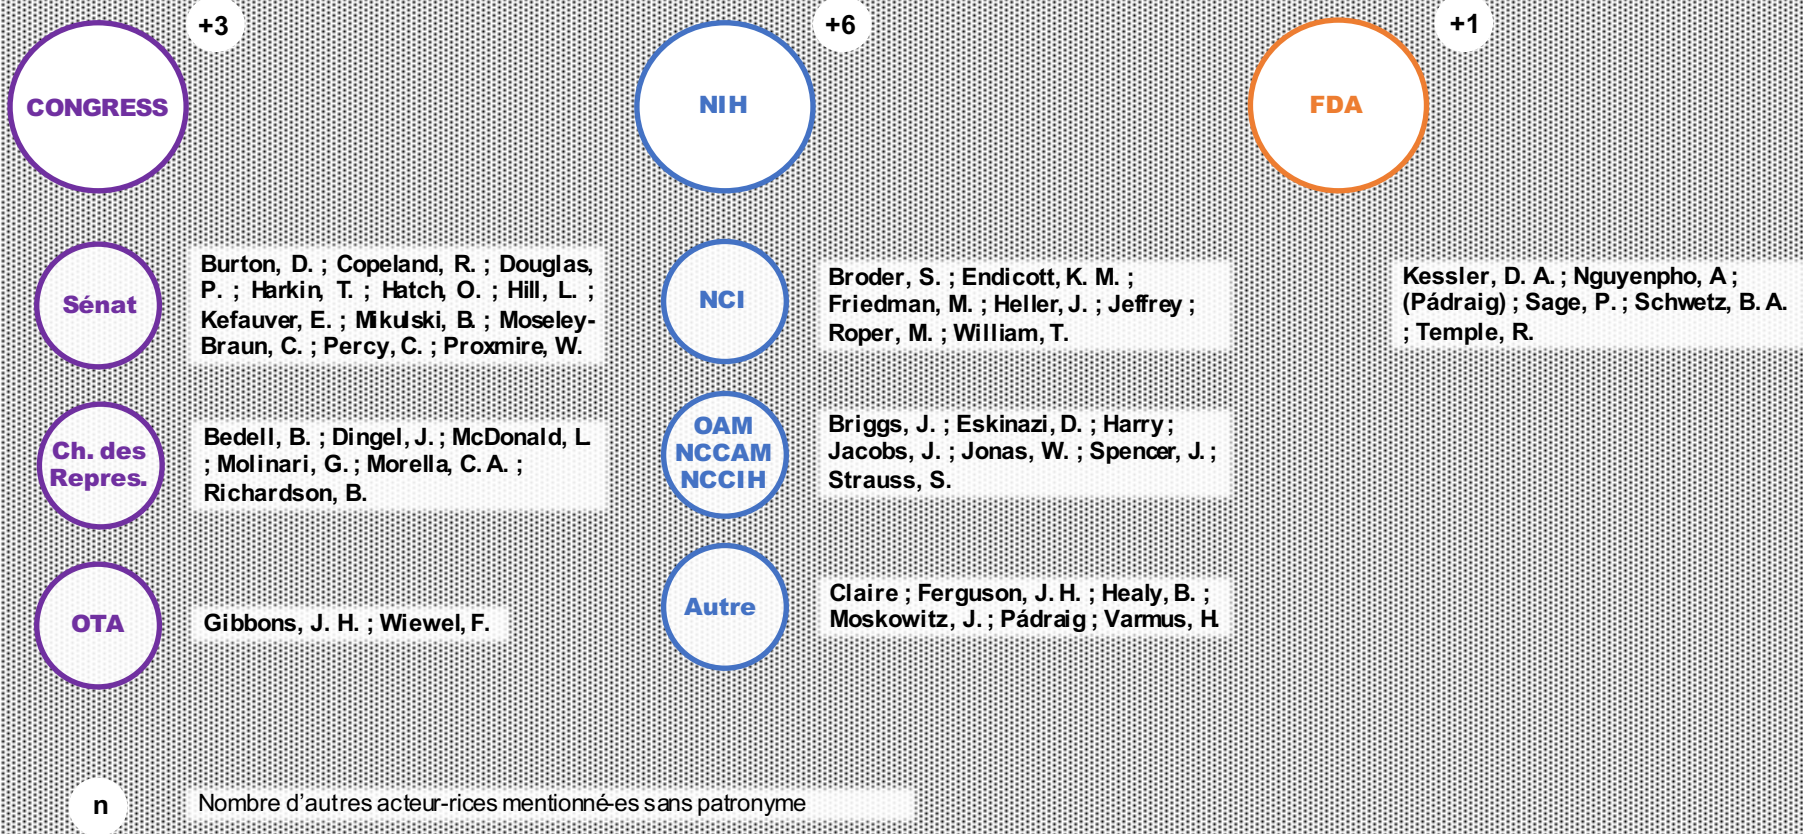 +3
CONGRESS
Sénat
Burton, D. ; Copeland, R. ; Douglas,
P. ; Harkin, T. ; Hatch, O. ; Hill, L. ;
Kefauver, E. ; Mikulski, B. ; Moseley-
Braun, C. ; Percy, C. ; Proxmire, W.
Ch. des
Repres.
Bedell, B. ; Dingel, J. ; McDonald, L.
; Molinari, G. ; Morella, C. A. ;
Richardson, B.
OTA
Gibbons, J. H. ; Wiewel, F.
+6
NIH
NCI
Broder, S. ; Endicott, K. M. ;
Friedman, M. ; Heller, J. ; Jeffrey ;
Roper, M. ; William, T.
OAM
NCCAM
NCCIH
Briggs, J. ; Eskinazi, D. ; Harry ;
Jacobs, J. ; Jonas, W. ; Spencer, J. ;
Strauss, S.
Autre
Claire ; Ferguson, J. H. ; Healy, B. ;
Moskowitz, J. ; Pádraig ; Varmus, H.
+1
FDA
Kessler, D. A. ; Nguyenpho, A ;
(Pádraig) ; Sage, P. ; Schwetz, B. A.
; Temple, R.
n
Nombre d'autres acteur-rices mentionné-es sans patronyme